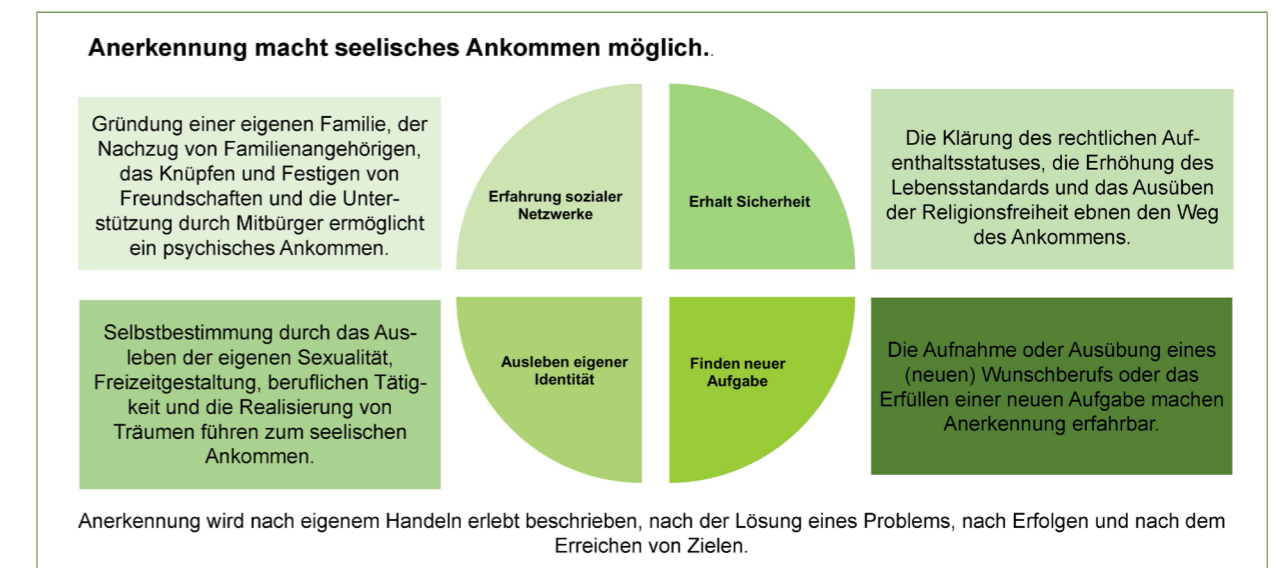 Anerkennung macht seelisches Ankommen möglich..
Gründung einer eigenen Familie, der
Nachzug von Familienangehörigen,
das Knüpfen und Festigen von
Freundschaften und die Unter-
stützung durch Mitbürger ermöglicht
ein psychisches Ankommen.
Erfahrung sozialer
Netzwerke
Erhalt Sicherheit
Die Klärung des rechtlichen Auf-
enthaltsstatuses, die Erhöhung des
Lebensstandards und das Ausüben
der Religionsfreiheit ebnen den Weg
des Ankommens.
Selbstbestimmung durch das Aus-
leben der eigenen Sexualität,
Freizeitgestaltung, beruflichen Tätig-
keit und die Realisierung von
Träumen führen zum seelischen
Ankommen.
Ausleben eigener
Identität
Finden neuer
Aufgabe
Die Aufnahme oder Ausübung eines
(neuen) Wunschberufs oder das
Erfüllen einer neuen Aufgabe machen
Anerkennung erfahrbar.
Anerkennung wird nach eigenem Handeln erlebt beschrieben, nach der Lösung eines Problems, nach Erfolgen und nach dem
Erreichen von Zielen.